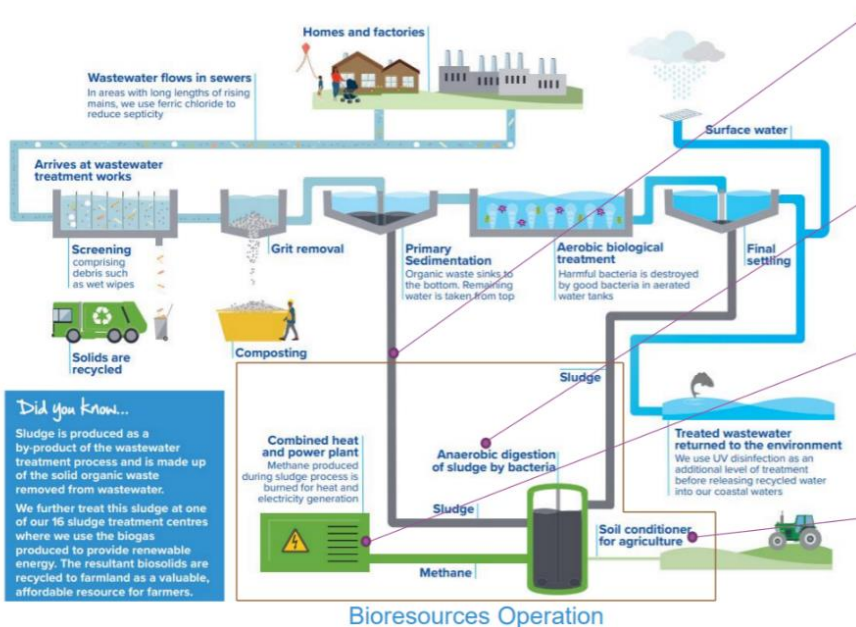 Homes and factories
Wastewater flows in sewers
In areas with long lengths of rising
mains, we use ferric chloride to
reduce septicity
Surface water
Arrives at wastewater
treatment works
Screening
comprising
debris such
as wet wipes
Grit removal
Primary
Sedimentation
Organic waste sinks to
the bottom. Remaining
water is taken from top
Aerobic biological
treatment
Harmful bacteria is destroyed
by good bacteria in aerated
water tanks
Final
settling
Solids are
recycled
Composting
Sludge
Did you know...
Sludge is produced as a
by-product of the wastewater
treatment process and is made up
of the solid organic waste
removed from wastewater.
We further treat this sludge at one
of our 16 sludge treatment centres
where we use the biogas
produced to provide renewable
energy. The resultant biosolids are
recycled to farmland as a valuable,
affordable resource for farmers.
Combined heat
and power plant
Methane produced
during sludge process is
burned for heat and
electricity generation
Anaerobic digestion
of sludge by bacteria
Treated wastewater
returned to the environment
We use UV disinfection as an
additional level of treatment
before releasing recycled water
into our coastal waters
Sludge
Soil conditioner
for agriculture
Methane
Bioresources Operation